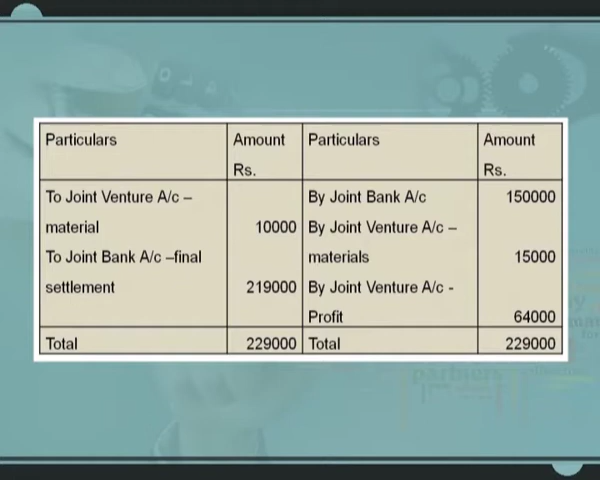 Particulars Amount Particulars Amount
Rs. Rs.
To Joint Venture A/c – By Joint Bank A/c 150000
material 10000 By Joint Venture A/c –
To Joint Bank A/c –final materials 15000
settlement 219000 By Joint Venture A/c -
Profit 64000
Total 229000 Total 229000
partners